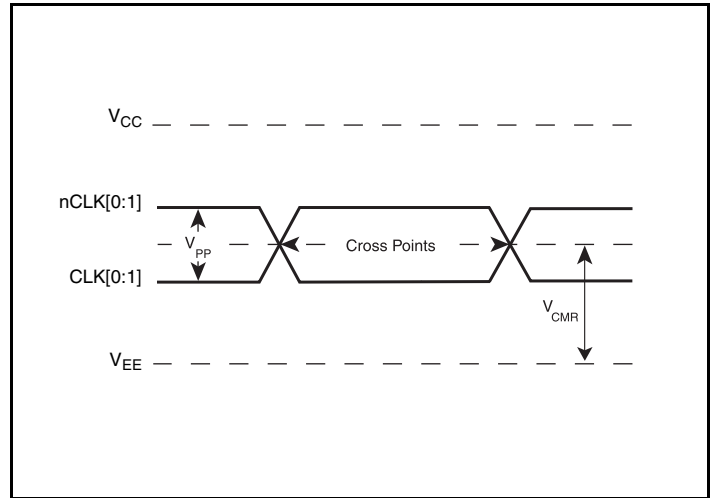 VCC
nCLK[0:1]
VPP
Cross Points
CLK[0:1]
VCMR
VEE